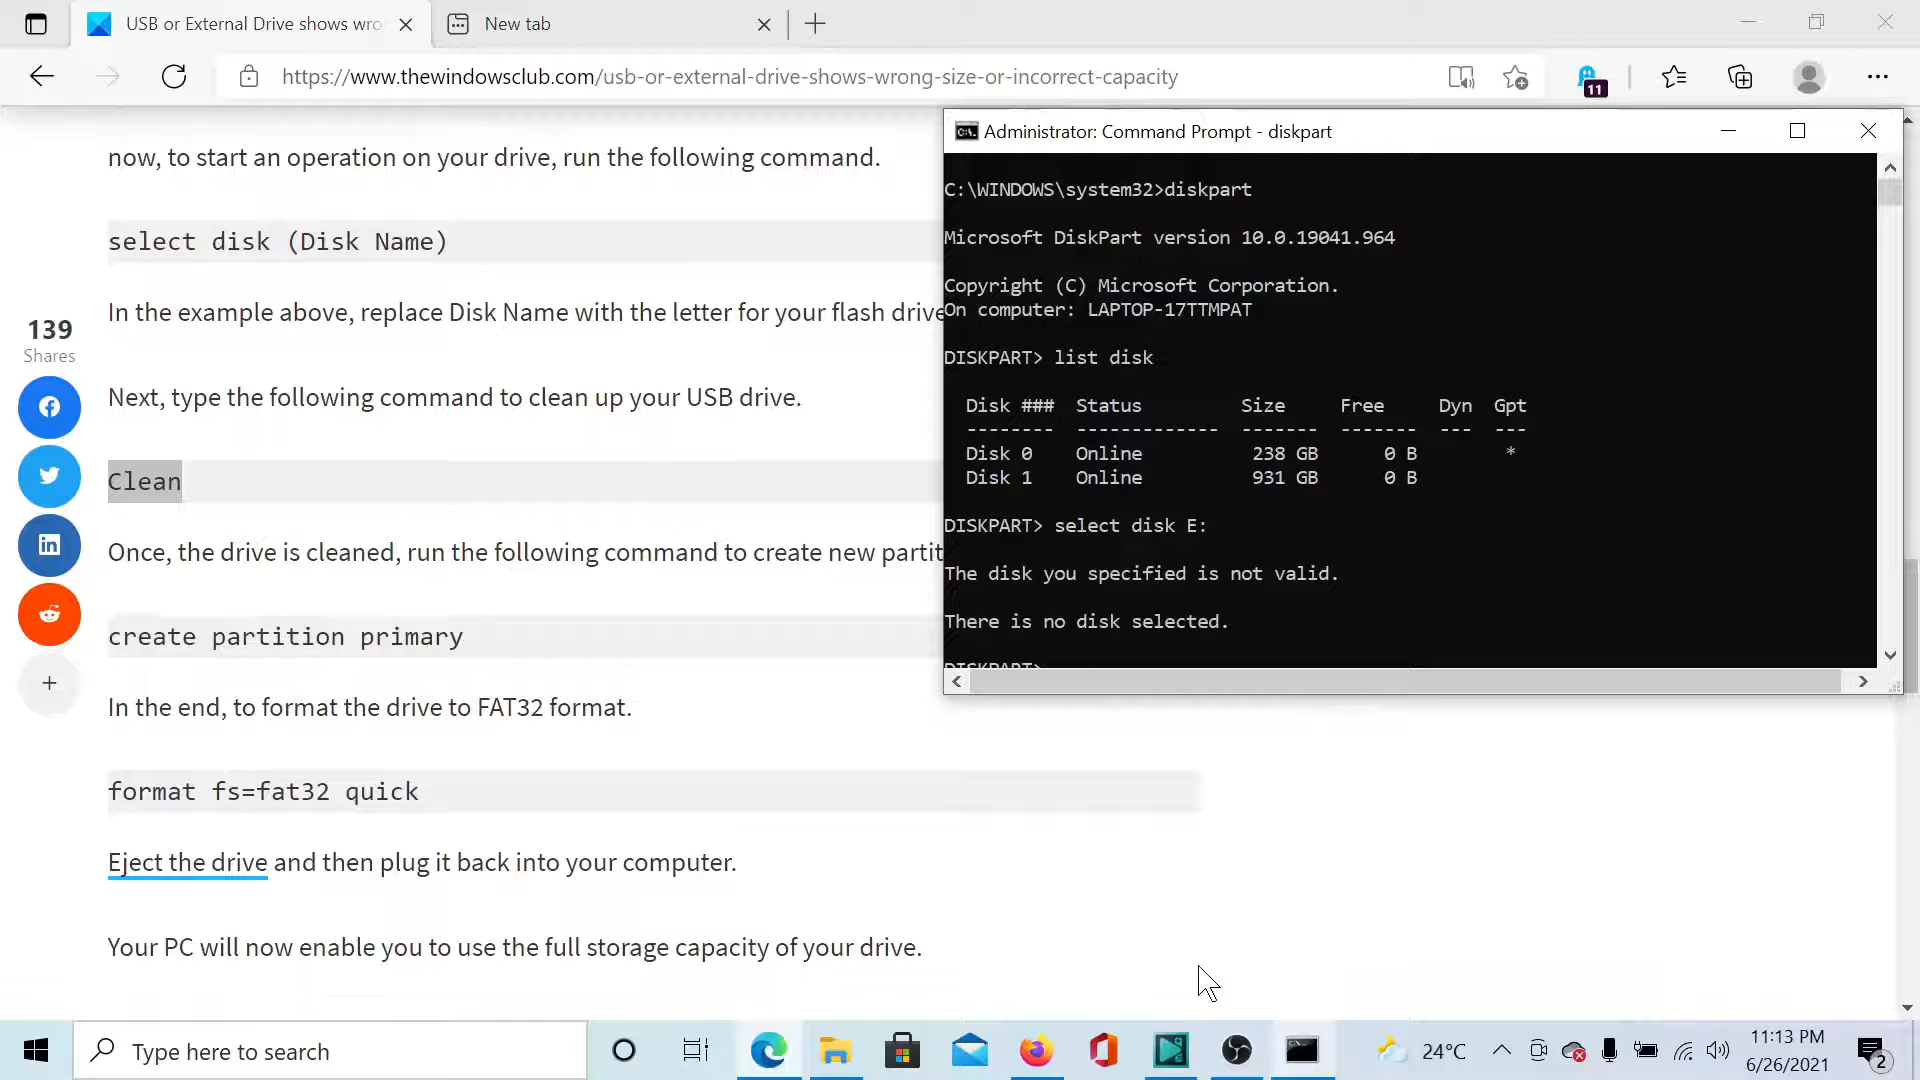 USB or External Drive shows wro
New tab
https://www.thewindowsclub.com/usb-or-external-drive-shows-wrong-size-or-incorrect-capacity
11
now, to start an operation on your drive, run the following command.
select disk (Disk Name)
In the example above, replace Disk Name with the letter for your flash drive
Next, type the following command to clean up your USB drive.
Clean
Once, the drive is cleaned, run the following command to create new partit
create partition primary
In the end, to format the drive to FAT32 format.
format fs=fat32 quick
Eject the drive and then plug it back into your computer.
Your PC will now enable you to use the full storage capacity of your drive.
139
Shares
Administrator: Command Prompt - diskpart
C:\WINDOWS\system32>diskpart
Microsoft DiskPart version 10.0.19041.964
Copyright (C) Microsoft Corporation.
On computer: LAPTOP-17TTMPAT
DISKPART> list disk
Disk ### Status Size Free Dyn Gpt
-------- ------------- ------- ------- --- ---
Disk 0 Online 238 GB 0 B *
Disk 1 Online 931 GB 0 B
DISKPART> select disk E:
The disk you specified is not valid.
There is no disk selected.
DISKPART>
Type here to search
24°C
11:13 PM
6/26/2021
2